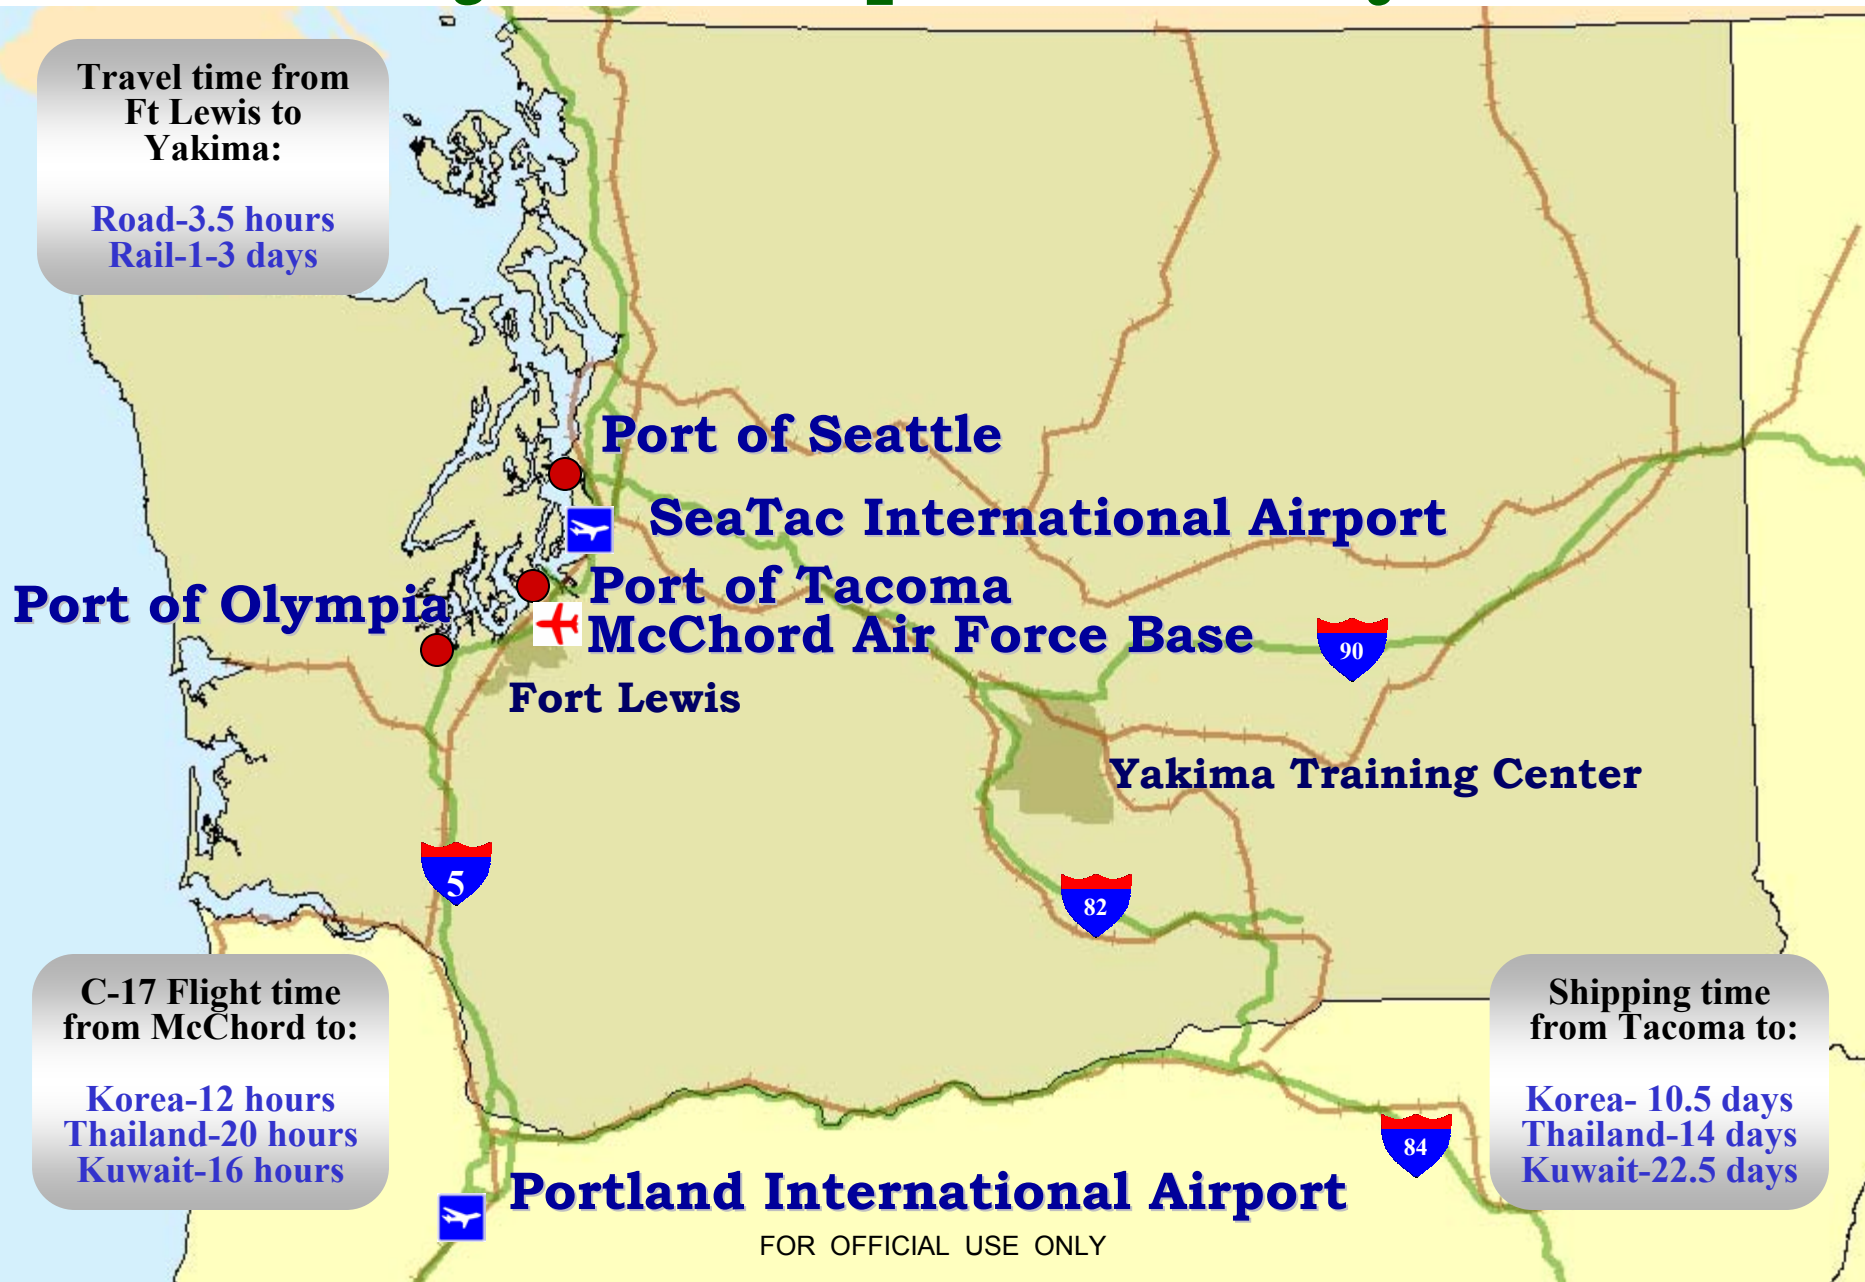 Travel time from
Ft Lewis to
Yakima:
Road-3.5 hours
Rail-1-3 days
Port of Seattle
SeaTac International Airport
Port of Tacoma
Port of Olympia
McChord Air Force Base
90
Fort Lewis
Yakima Training Center
5
82
C-17 Flight time
from McChord to:
Korea-12 hours
Thailand-20 hours
Kuwait-16 hours
Shipping time
from Tacoma to:
Korea- 10.5 days
Thailand-14 days
Kuwait-22.5 days
84
Portland International Airport
FOR OFFICIAL USE ONLY